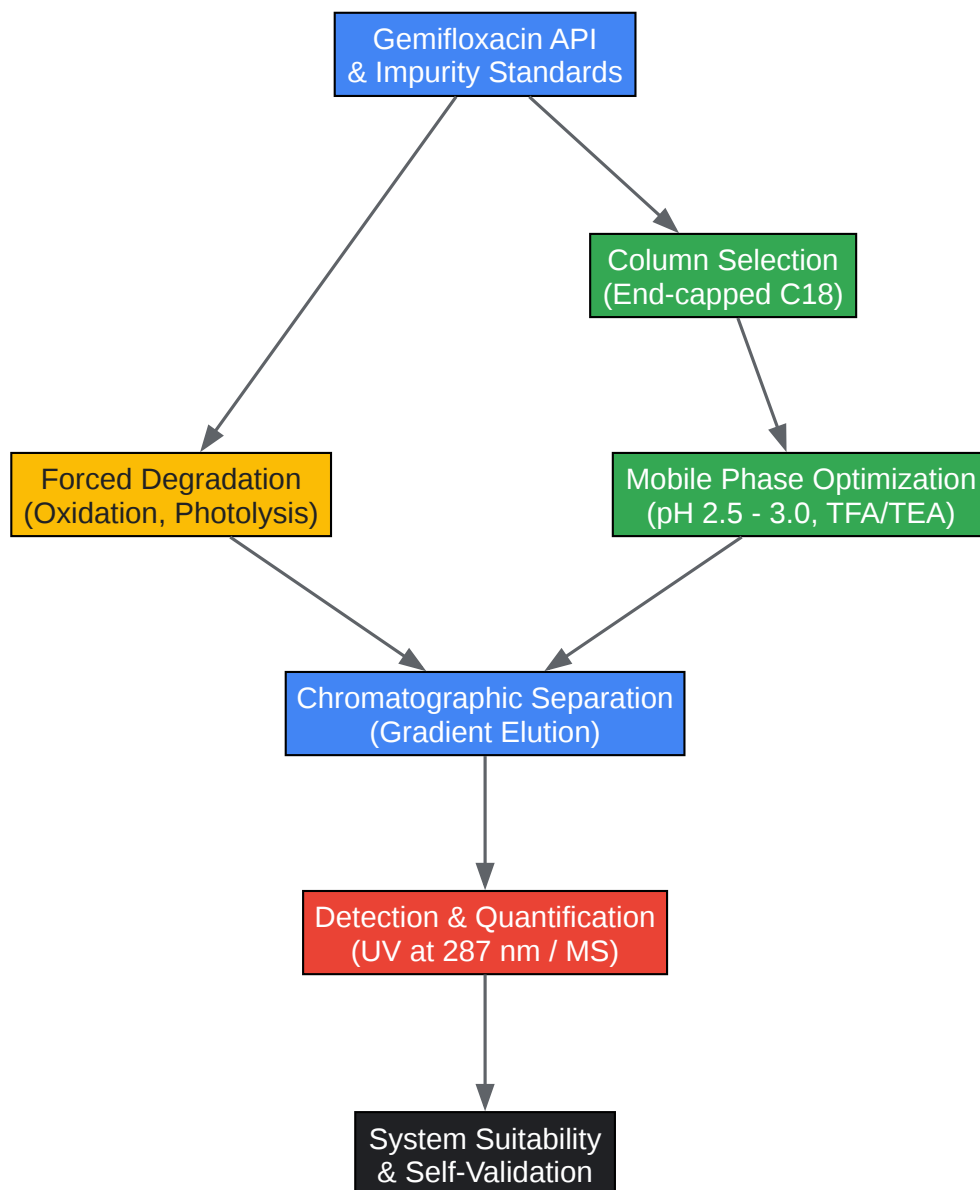 Gemifloxacin API
& Impurity Standards
Column Selection
(End-capped C18)
Forced Degradation
(Oxidation, Photolysis)
Mobile Phase Optimization
(pH 2.5 - 3.0, TFA/TEA)
Chromatographic Separation
(Gradient Elution)
Detection & Quantification
(UV at 287 nm / MS)
System Suitability
& Self-Validation